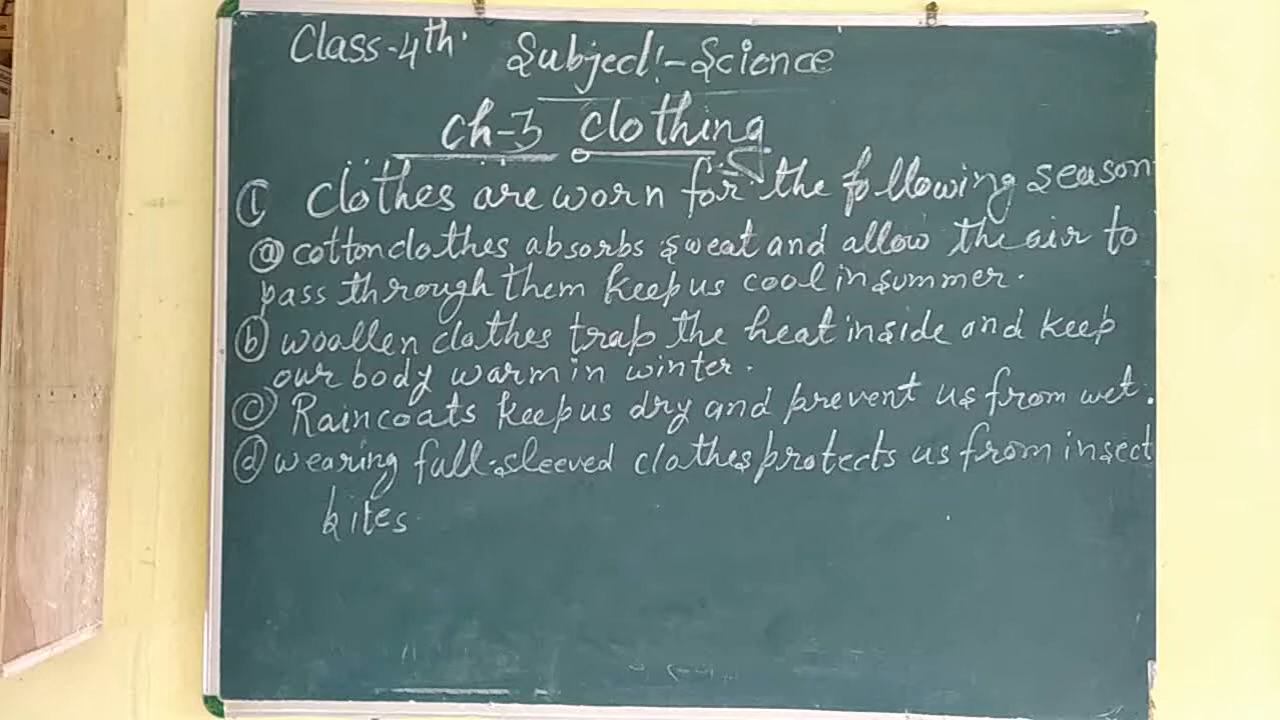 Class-4th.
Subject:-Science
ch-3 clothing
① clothes are worn for the following season
ⓐ cotton clothes absorbs sweat and allow the air to
pass through them keep us cool in summer.
ⓑ woollen clothes trap the heat inside and keep
our body warm in winter.
ⓒ Raincoats keep us dry and prevent us from wet.
ⓓ wearing full-sleeved clothes protects us from insect
bites